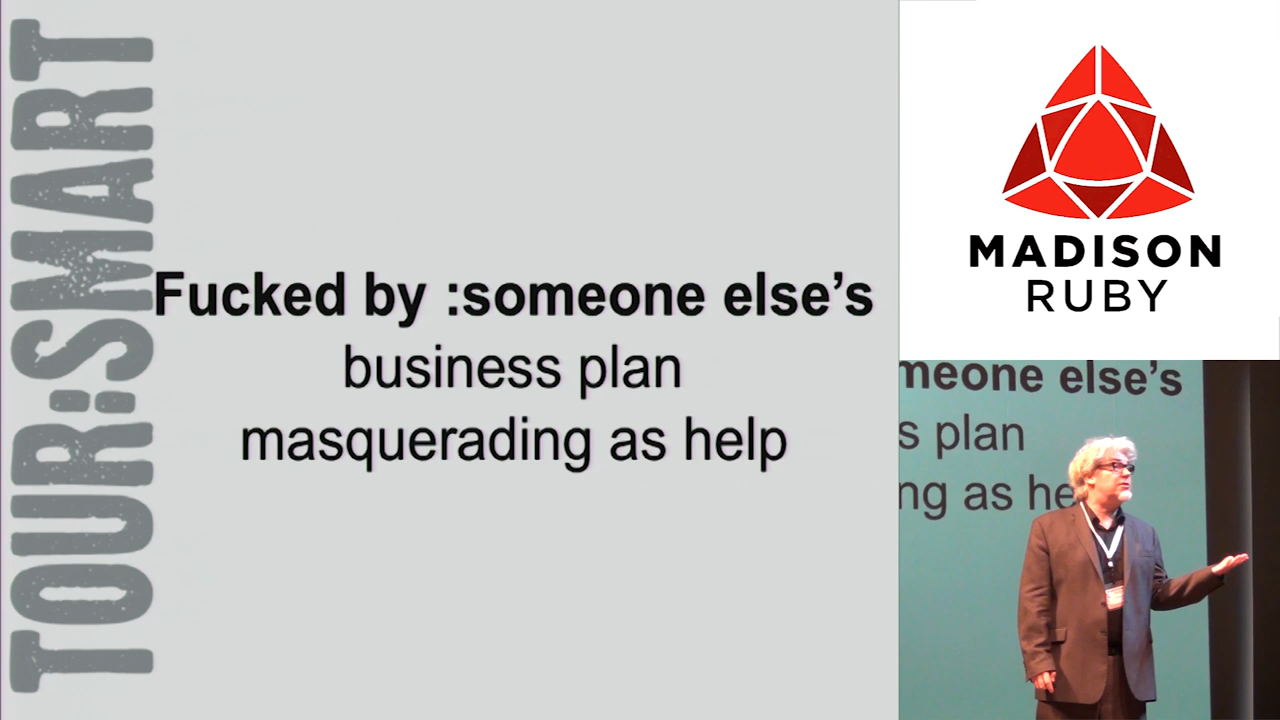 TOUR:SMART
Fucked by :someone else's
business plan
masquerading as help
MADISON
RUBY
meone else's
s plan
ng as he